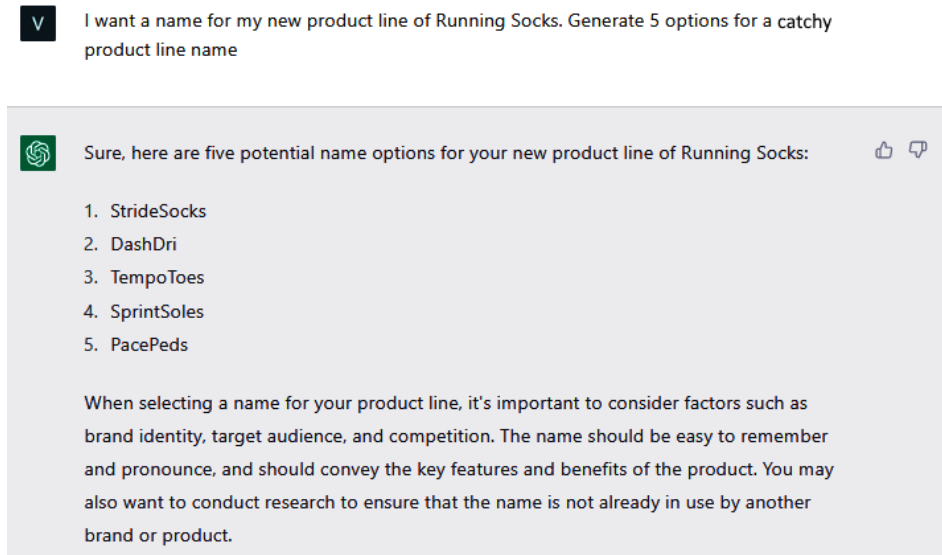 V
I want a name for my new product line of Running Socks. Generate 5 options for a catchy
product line name
Sure, here are five potential name options for your new product line of Running Socks:
1. StrideSocks
2. DashDri
3. TempoToes
4. SprintSoles
5. PacePeds
When selecting a name for your product line, it's important to consider factors such as
brand identity, target audience, and competition. The name should be easy to remember
and pronounce, and should convey the key features and benefits of the product. You may
also want to conduct research to ensure that the name is not already in use by another
brand or product.